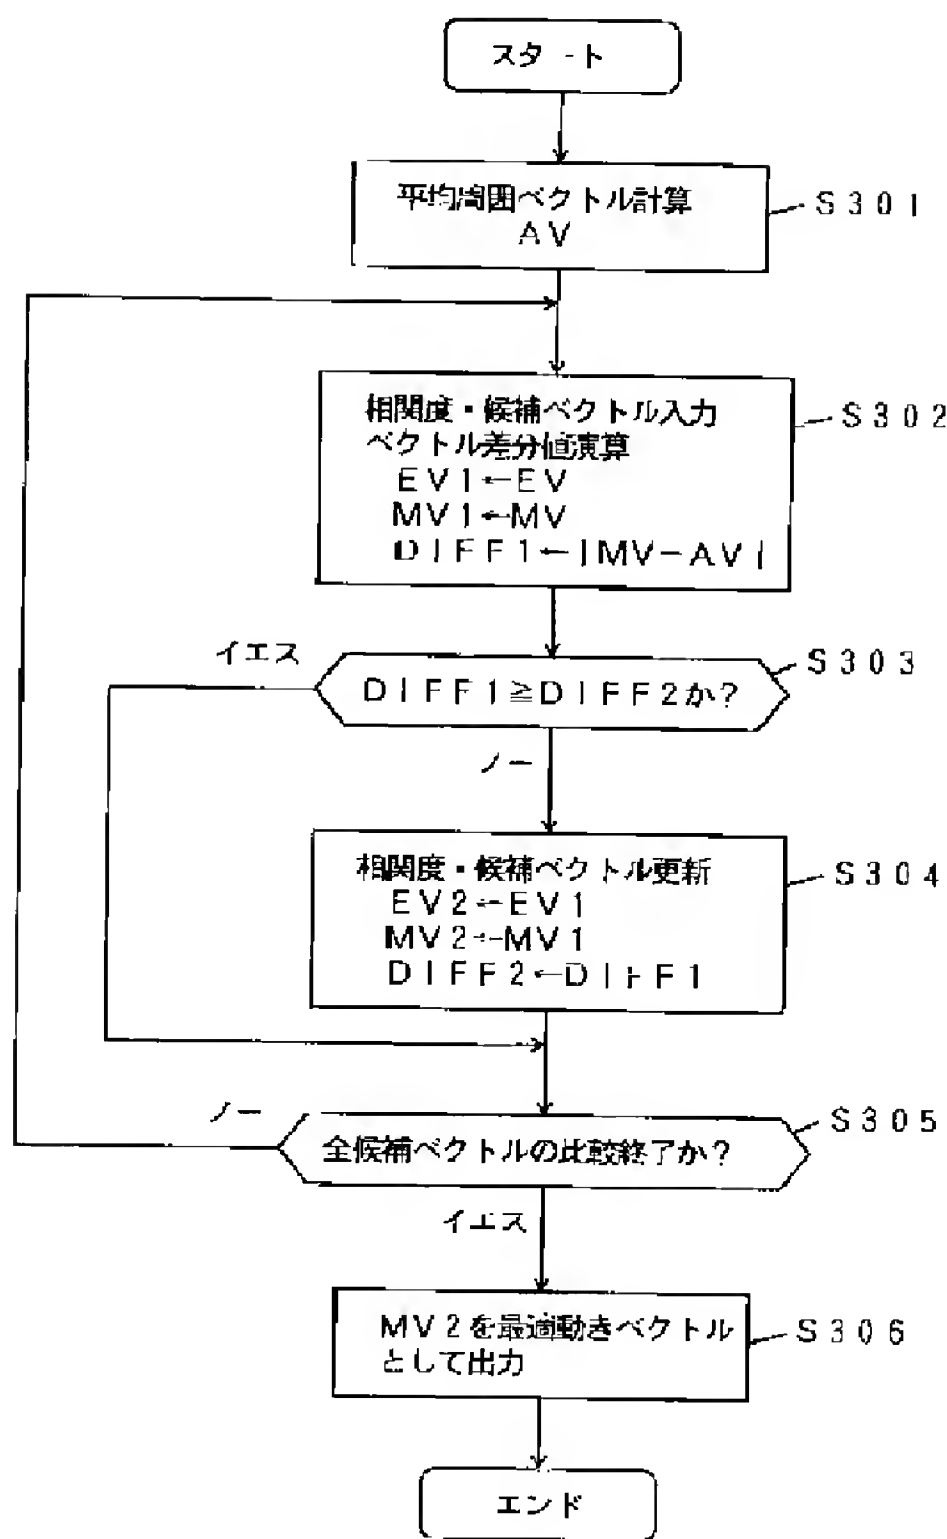 スタート
平均周囲ベクトル計算
AV
S301
相関度・候補ベクトル入力
ベクトル差分値演算
EV1←EV
MV1←MV
DIFF1←|MV−AV|
S302
イエス
DIFF1≧DIFF2か?
S303
ノー
相関度・候補ベクトル更新
EV2←EV1
MV2←MV1
DIFF2←DIFF1
S304
ノー
全候補ベクトルの比較終了か?
S305
イエス
MV2を最適動きベクトル
として出力
S306
エンド